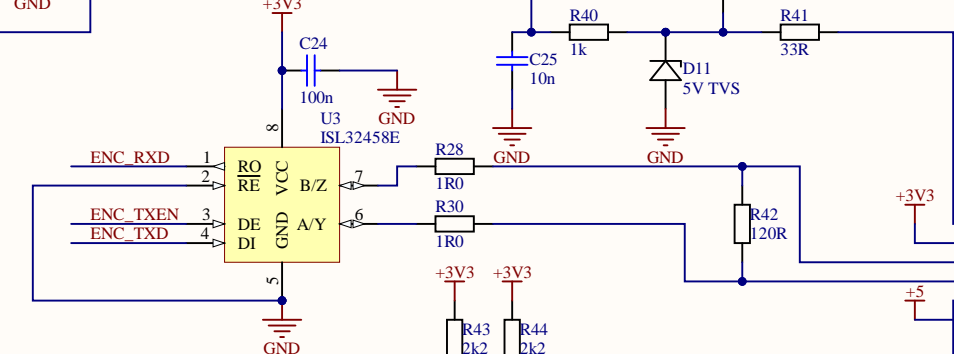 GND
+3V3
C24
100n
GND
U3
ISL32458E
8
ENC_RXD
1
RO
2
RE
VCC
B/Z
7
ENC_TXEN
3
DE
GND
A/Y
6
ENC_TXD
4
DI
5
GND
R28
1R0
R30
1R0
C25
10n
GND
R40
1k
D11
5V TVS
GND
R41
33R
R42
120R
+3V3
+5
+3V3
+3V3
R43
2k2
R44
2k2